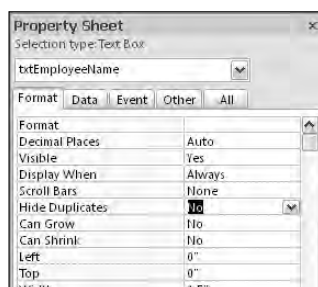 Property Sheet ×
Selection type: Text Box
txtEmployeeName
Format Data Event Other All
Format
Decimal Places Auto
Visible Yes
Display When Always
Scroll Bars None
Hide Duplicates No
Can Grow No
Can Shrink No
Left 0"
Top 0"